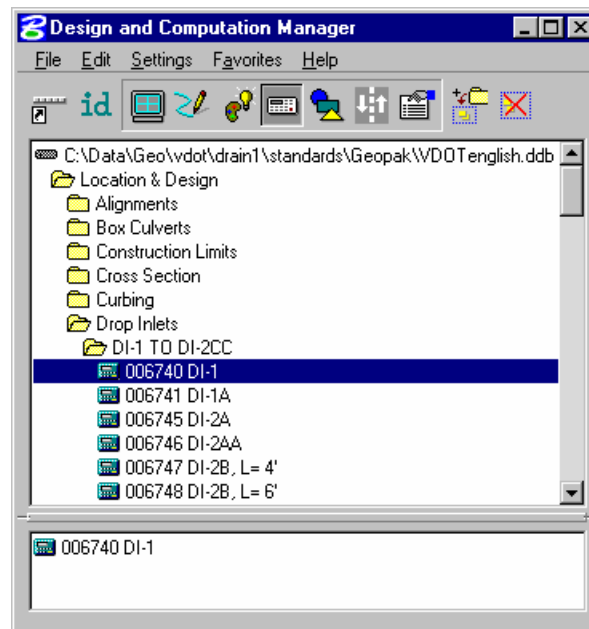 Design and Computation Manager
File Edit Settings Favorites Help
id
C:\Data\Geo\vdot\drain1\standards\Geopak\VDOTenglish.ddb
Location & Design
Alignments
Box Culverts
Construction Limits
Cross Section
Curbing
Drop Inlets
DI-1 TO DI-2CC
006740 DI-1
006741 DI-1A
006745 DI-2A
006746 DI-2AA
006747 DI-2B, L= 4'
006748 DI-2B, L= 6'
006740 DI-1